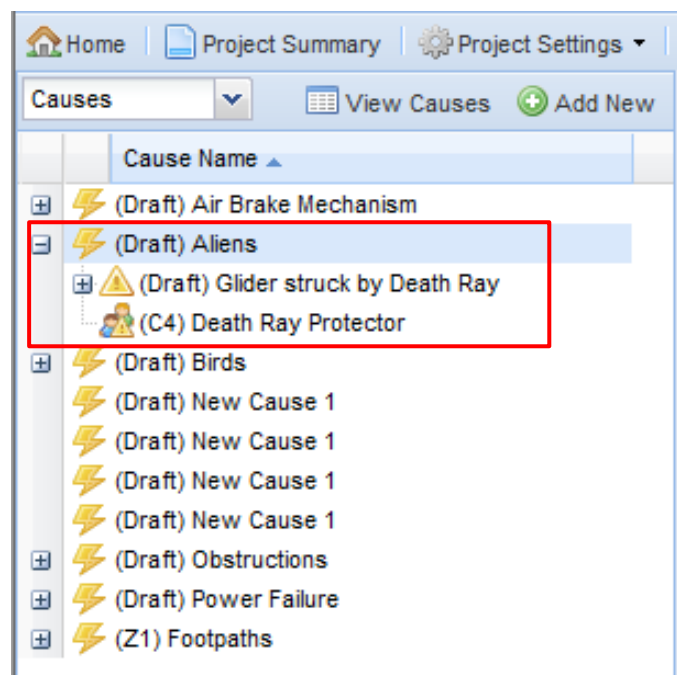 Home Project Summary Project Settings
Causes View Causes Add New
Cause Name
(Draft) Air Brake Mechanism
(Draft) Aliens
(Draft) Glider struck by Death Ray
(C4) Death Ray Protector
(Draft) Birds
(Draft) New Cause 1
(Draft) New Cause 1
(Draft) New Cause 1
(Draft) New Cause 1
(Draft) Obstructions
(Draft) Power Failure
(Z1) Footpaths